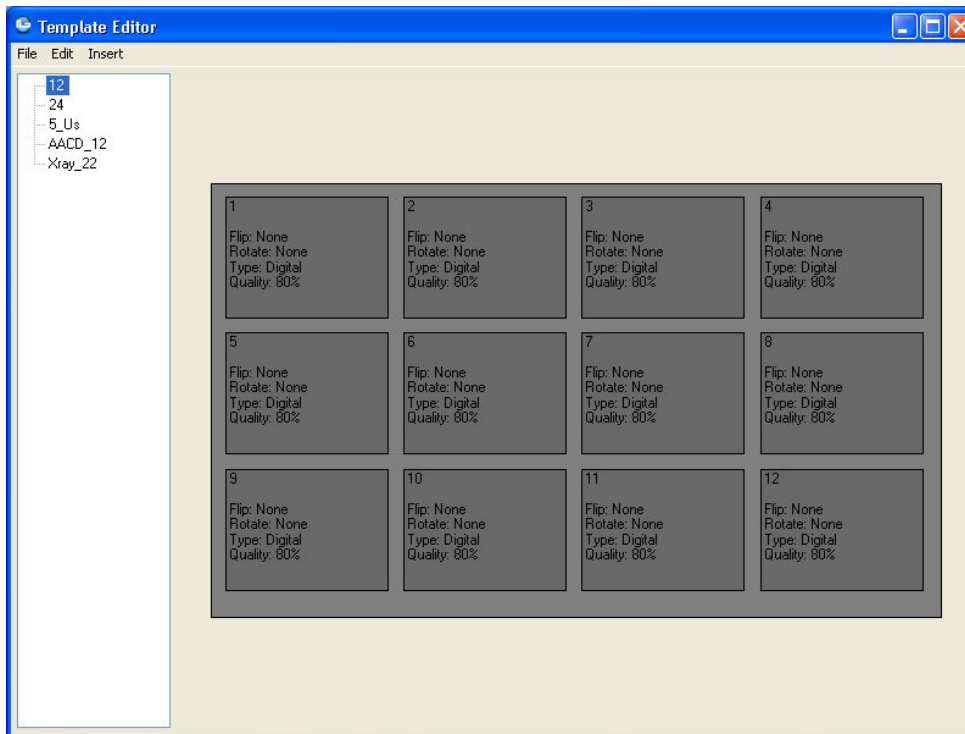 Template Editor
File Edit Insert
12
24
5_Us
AACD_12
Xray_22
1
Flip: None
Rotate: None
Type: Digital
Quality: 80%
2
Flip: None
Rotate: None
Type: Digital
Quality: 80%
3
Flip: None
Rotate: None
Type: Digital
Quality: 80%
4
Flip: None
Rotate: None
Type: Digital
Quality: 80%
5
Flip: None
Rotate: None
Type: Digital
Quality: 80%
6
Flip: None
Rotate: None
Type: Digital
Quality: 80%
7
Flip: None
Rotate: None
Type: Digital
Quality: 80%
8
Flip: None
Rotate: None
Type: Digital
Quality: 80%
9
Flip: None
Rotate: None
Type: Digital
Quality: 80%
10
Flip: None
Rotate: None
Type: Digital
Quality: 80%
11
Flip: None
Rotate: None
Type: Digital
Quality: 80%
12
Flip: None
Rotate: None
Type: Digital
Quality: 80%